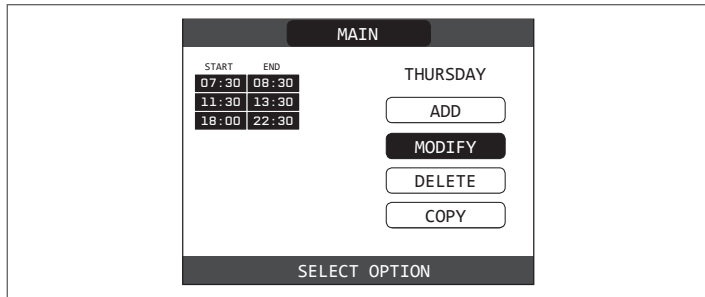 MAIN
START END
07:30 08:30
11:30 13:30
18:00 22:30
THURSDAY
ADD
MODIFY
DELETE
COPY
SELECT OPTION